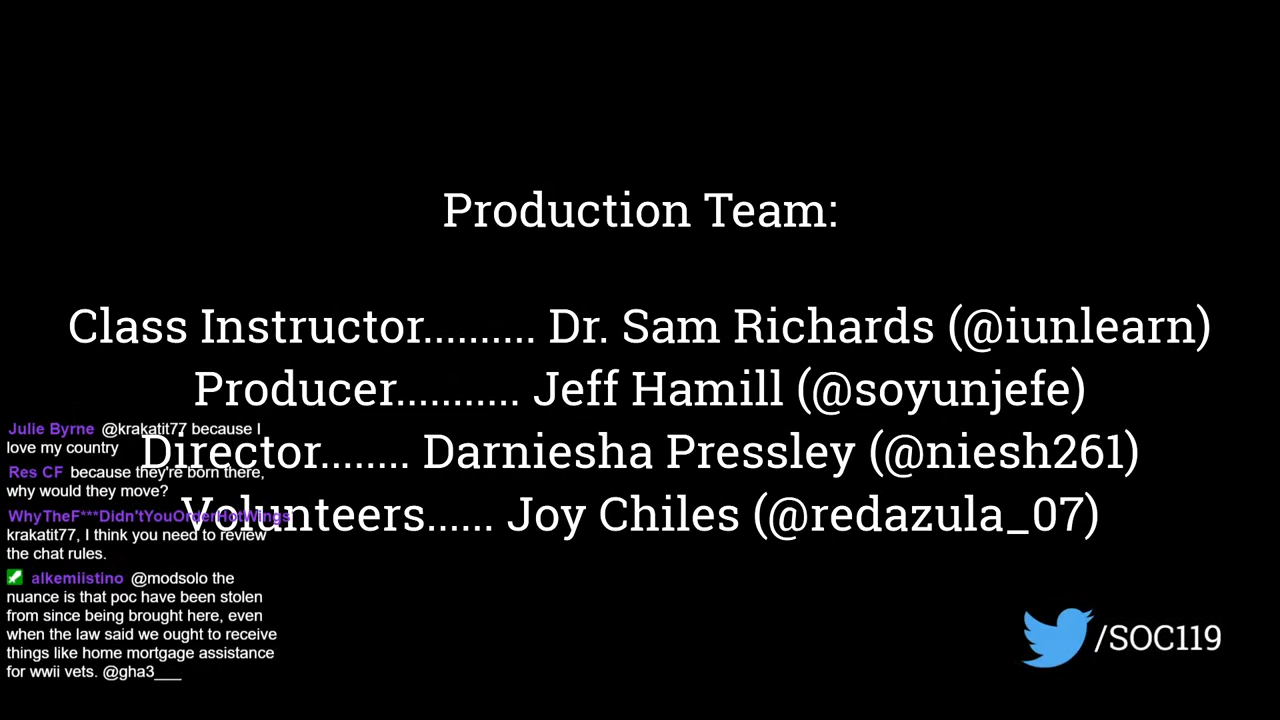 Production Team:
Class Instructor.......... Dr. Sam Richards (@iunlearn)
Producer........... Jeff Hamill (@soyunjefe)
Director........ Darniesha Pressley (@niesh261)
Volunteers...... Joy Chiles (@redazula_07)
Julie Byrne @krakatit77 because I
love my country
Res CF because they're born there,
why would they move?
WhyTheF***Didn'tYouOrderHotWings
krakatit77, I think you need to review
the chat rules.
alkemiistino @modsolo the
nuance is that poc have been stolen
from since being brought here, even
when the law said we ought to receive
things like home mortgage assistance
for wwii vets. @gha3___
/SOC119